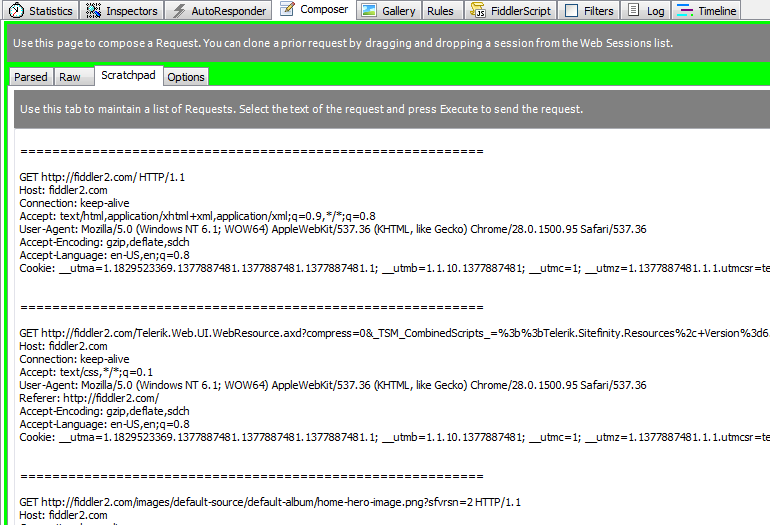 Statistics Inspectors AutoResponder Composer Gallery Rules FiddlerScript Filters Log Timeline
Use this page to compose a Request. You can clone a prior request by dragging and dropping a session from the Web Sessions list.
Parsed Raw Scratchpad Options
Use this tab to maintain a list of Requests. Select the text of the request and press Execute to send the request.
============================================================
GET http://fiddler2.com/ HTTP/1.1
Host: fiddler2.com
Connection: keep-alive
Accept: text/html,application/xhtml+xml,application/xml;q=0.9,*/*;q=0.8
User-Agent: Mozilla/5.0 (Windows NT 6.1; WOW64) AppleWebKit/537.36 (KHTML, like Gecko) Chrome/28.0.1500.95 Safari/537.36
Accept-Encoding: gzip,deflate,sdch
Accept-Language: en-US,en;q=0.8
Cookie: __utma=1.1829523369.1377887481.1377887481.1377887481.1; __utmb=1.1.10.1377887481; __utmc=1; __utmz=1.1377887481.1.1.utmcsr=te
============================================================
GET http://fiddler2.com/Telerik.Web.UI.WebResource.axd?compress=0&_TSM_CombinedScripts_=%3b%3bTelerik.Sitefinity.Resources%2c+Version%3d6
Host: fiddler2.com
Connection: keep-alive
Accept: text/css,*/*;q=0.1
User-Agent: Mozilla/5.0 (Windows NT 6.1; WOW64) AppleWebKit/537.36 (KHTML, like Gecko) Chrome/28.0.1500.95 Safari/537.36
Referer: http://fiddler2.com/
Accept-Encoding: gzip,deflate,sdch
Accept-Language: en-US,en;q=0.8
Cookie: __utma=1.1829523369.1377887481.1377887481.1377887481.1; __utmb=1.1.10.1377887481; __utmc=1; __utmz=1.1377887481.1.1.utmcsr=te
============================================================
GET http://fiddler2.com/images/default-source/default-album/home-hero-image.png?sfvrsn=2 HTTP/1.1
Host: fiddler2.com